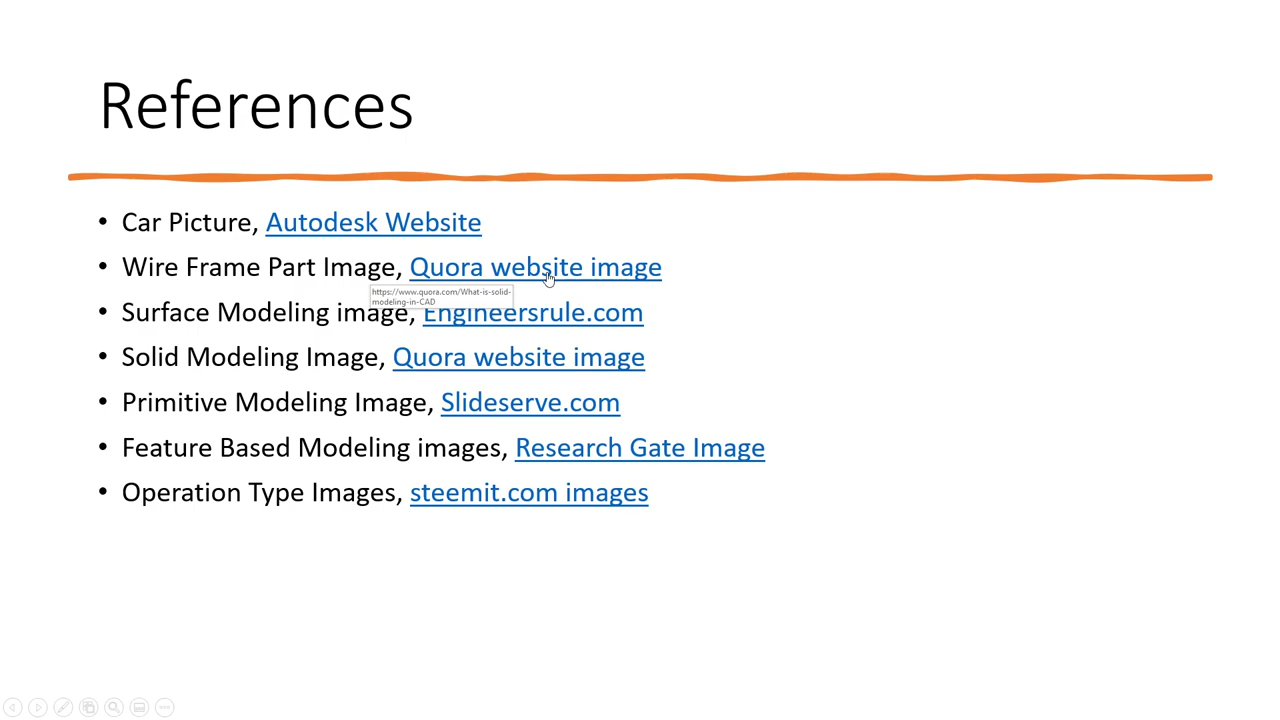 References
• Car Picture, Autodesk Website
• Wire Frame Part Image, Quora website image
https://www.quora.com/What-is-solid-
modeling-in-CAD
• Surface Modeling image, Engineersrule.com
• Solid Modeling Image, Quora website image
• Primitive Modeling Image, Slideserve.com
• Feature Based Modeling images, Research Gate Image
• Operation Type Images, steemit.com images